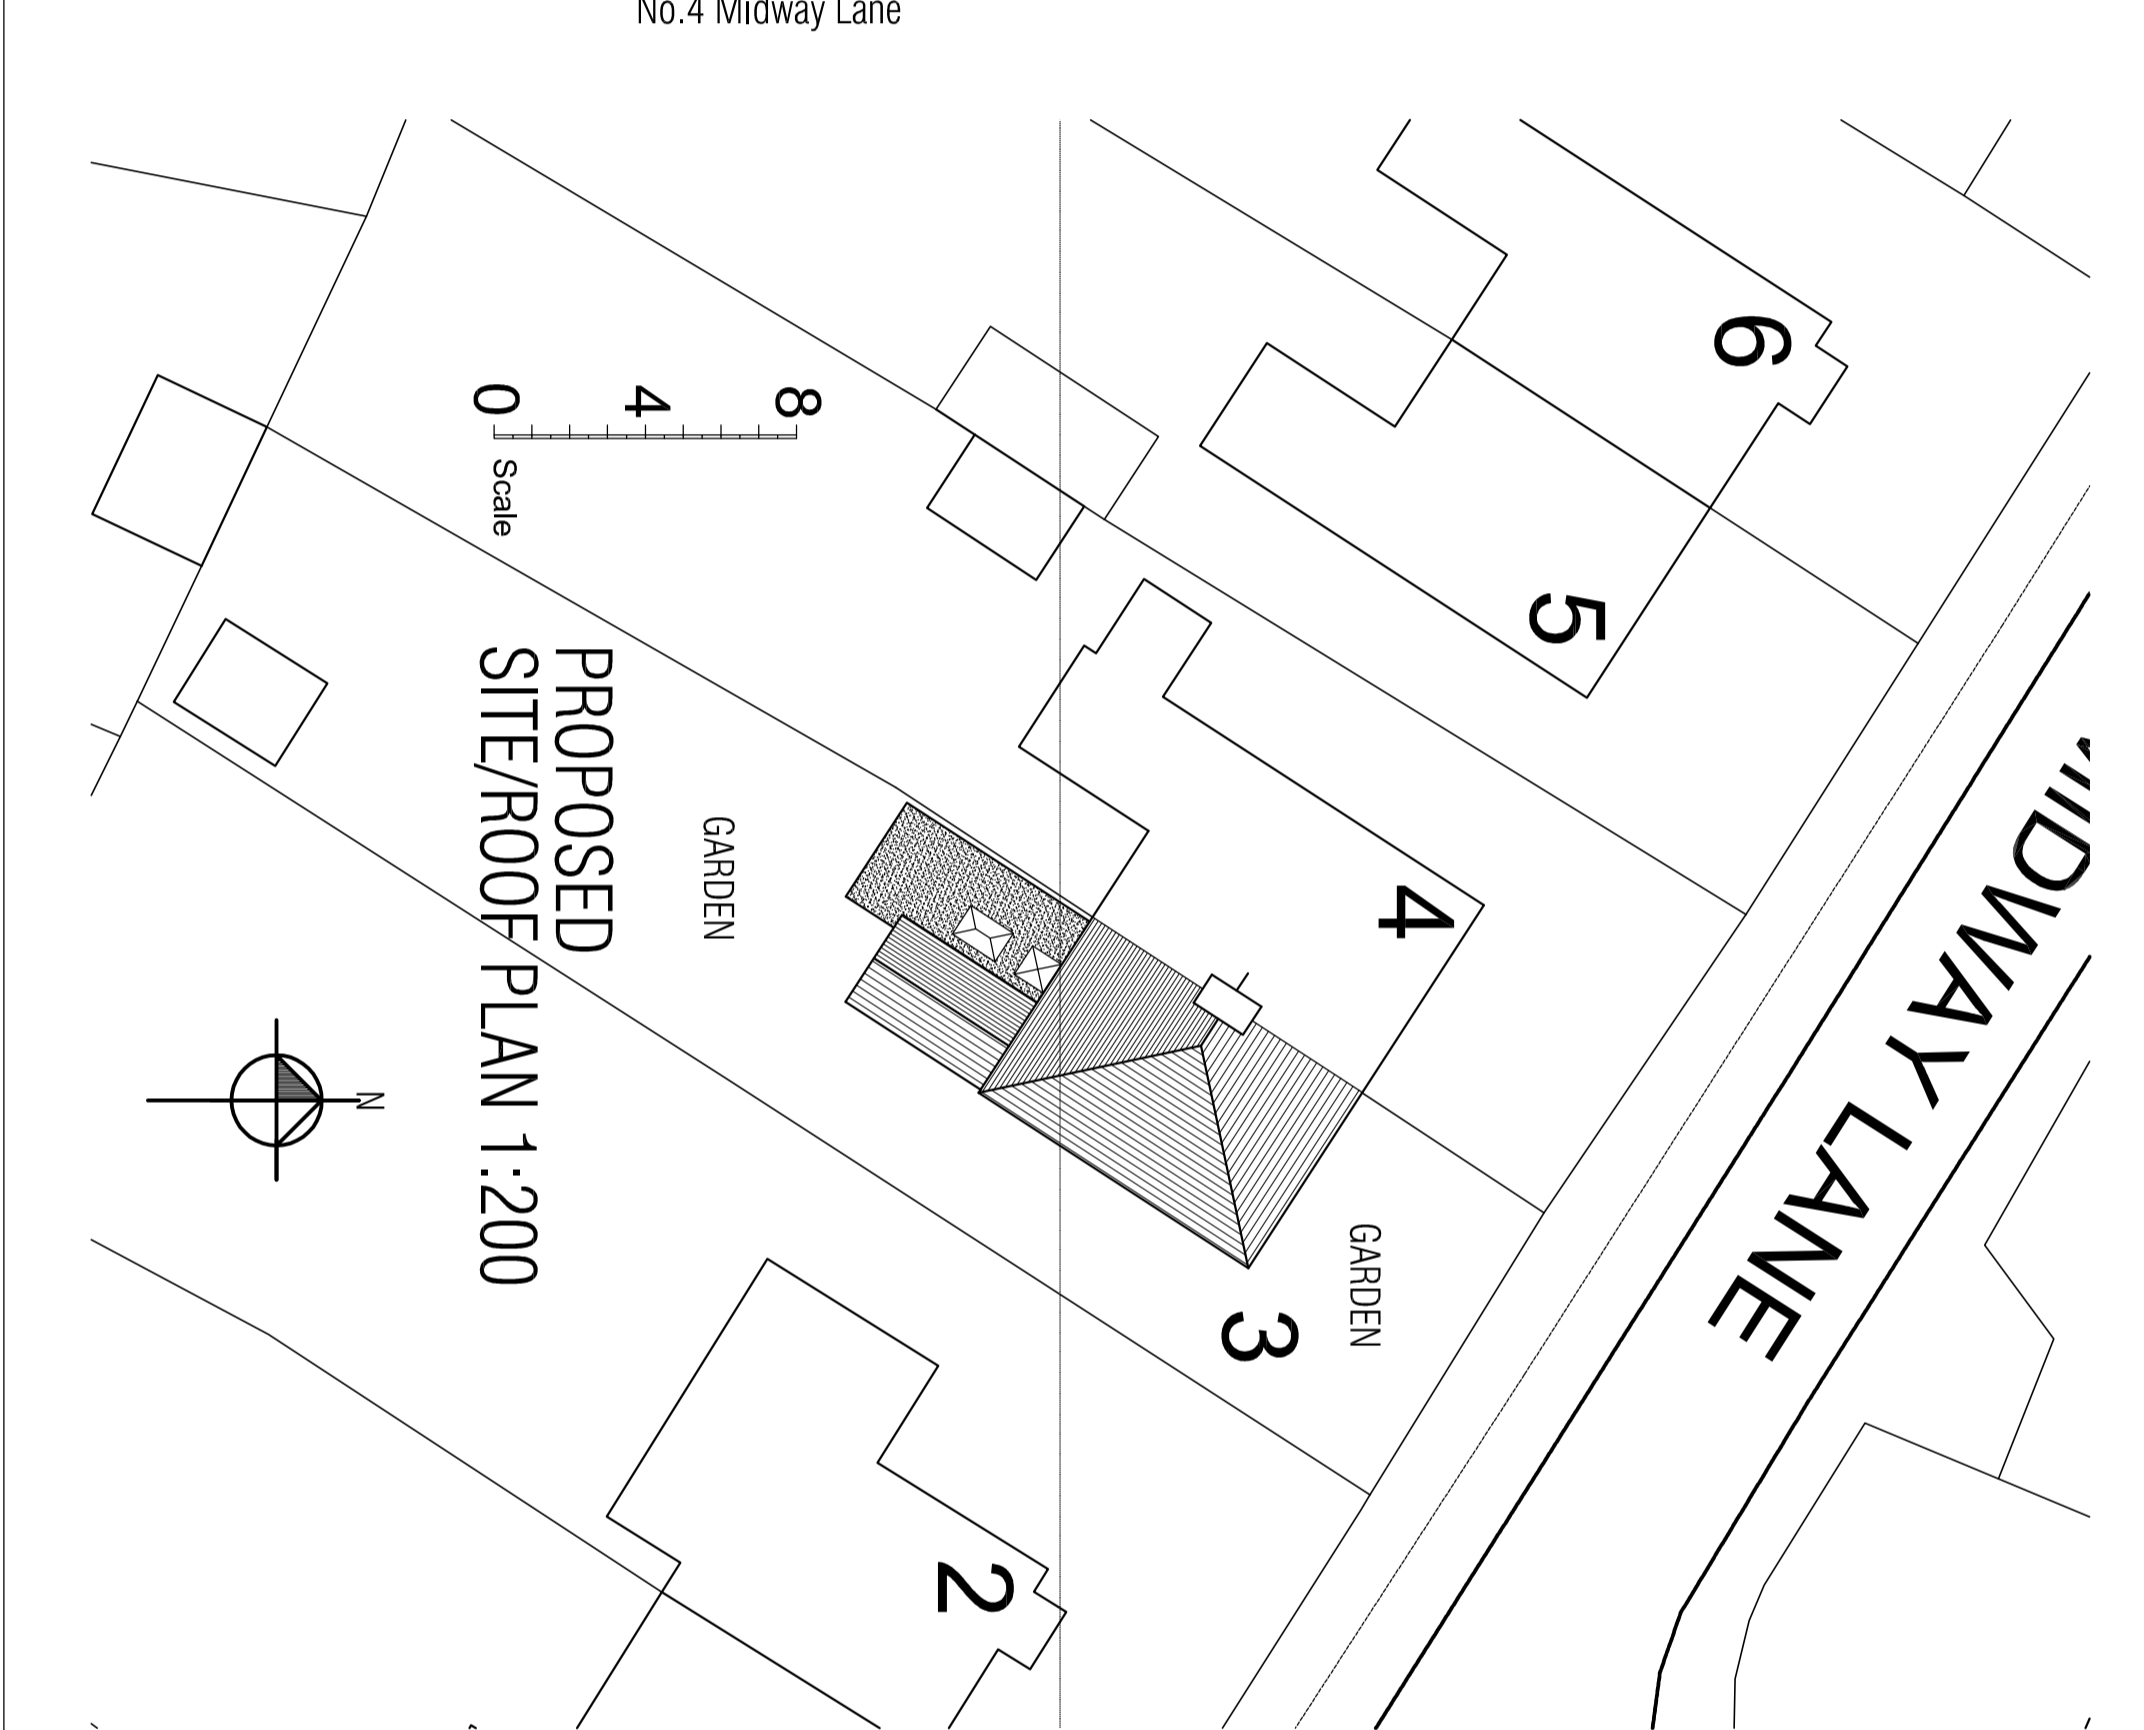 No.4 Midway Lane
6
5
4
3
2
MIDWAY LANE
GARDEN
GARDEN
0 4 8
Scale
PROPOSED
SITE/ROOF PLAN 1:200
N